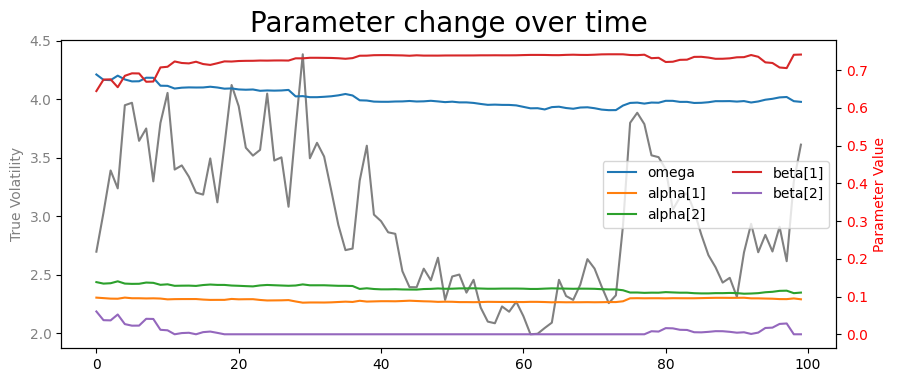 Parameter change over time
True Volatility
4.5
4.0
3.5
3.0
2.5
2.0
0
20
40
60
80
100
omega
alpha[1]
alpha[2]
beta[1]
beta[2]
0.7
0.6
0.5
0.4
0.3
0.2
0.1
0.0
Parameter Value